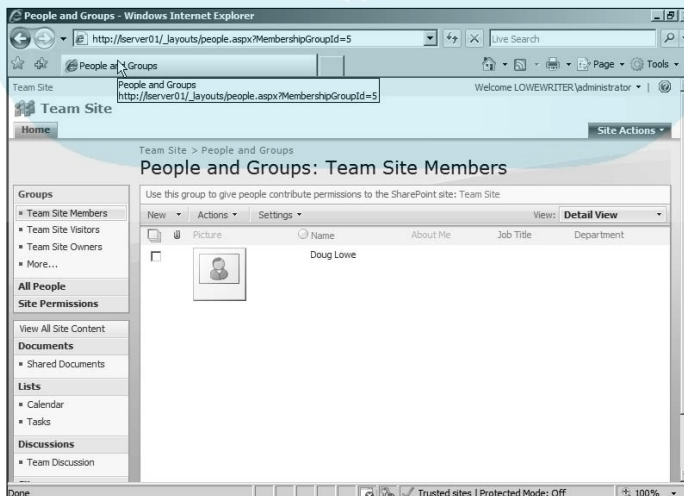 People and Groups - Windows Internet Explorer
http://lserver01/_layouts/people.aspx?MembershipGroupId=5
Live Search
People and Groups
Page
Tools
People and Groups
http://lserver01/_layouts/people.aspx?MembershipGroupId=5
Team Site
Welcome LOWEWRITER\administrator
Team Site
Home
Site Actions
Team Site > People and Groups
People and Groups: Team Site Members
Groups
Team Site Members
Team Site Visitors
Team Site Owners
More...
All People
Site Permissions
View All Site Content
Documents
Shared Documents
Lists
Calendar
Tasks
Discussions
Team Discussion
Use this group to give people contribute permissions to the SharePoint site: Team Site
New Actions Settings View: Detail View
Picture Name About Me Job Title Department
Doug Lowe
Done
Trusted sites | Protected Mode: Off
100%